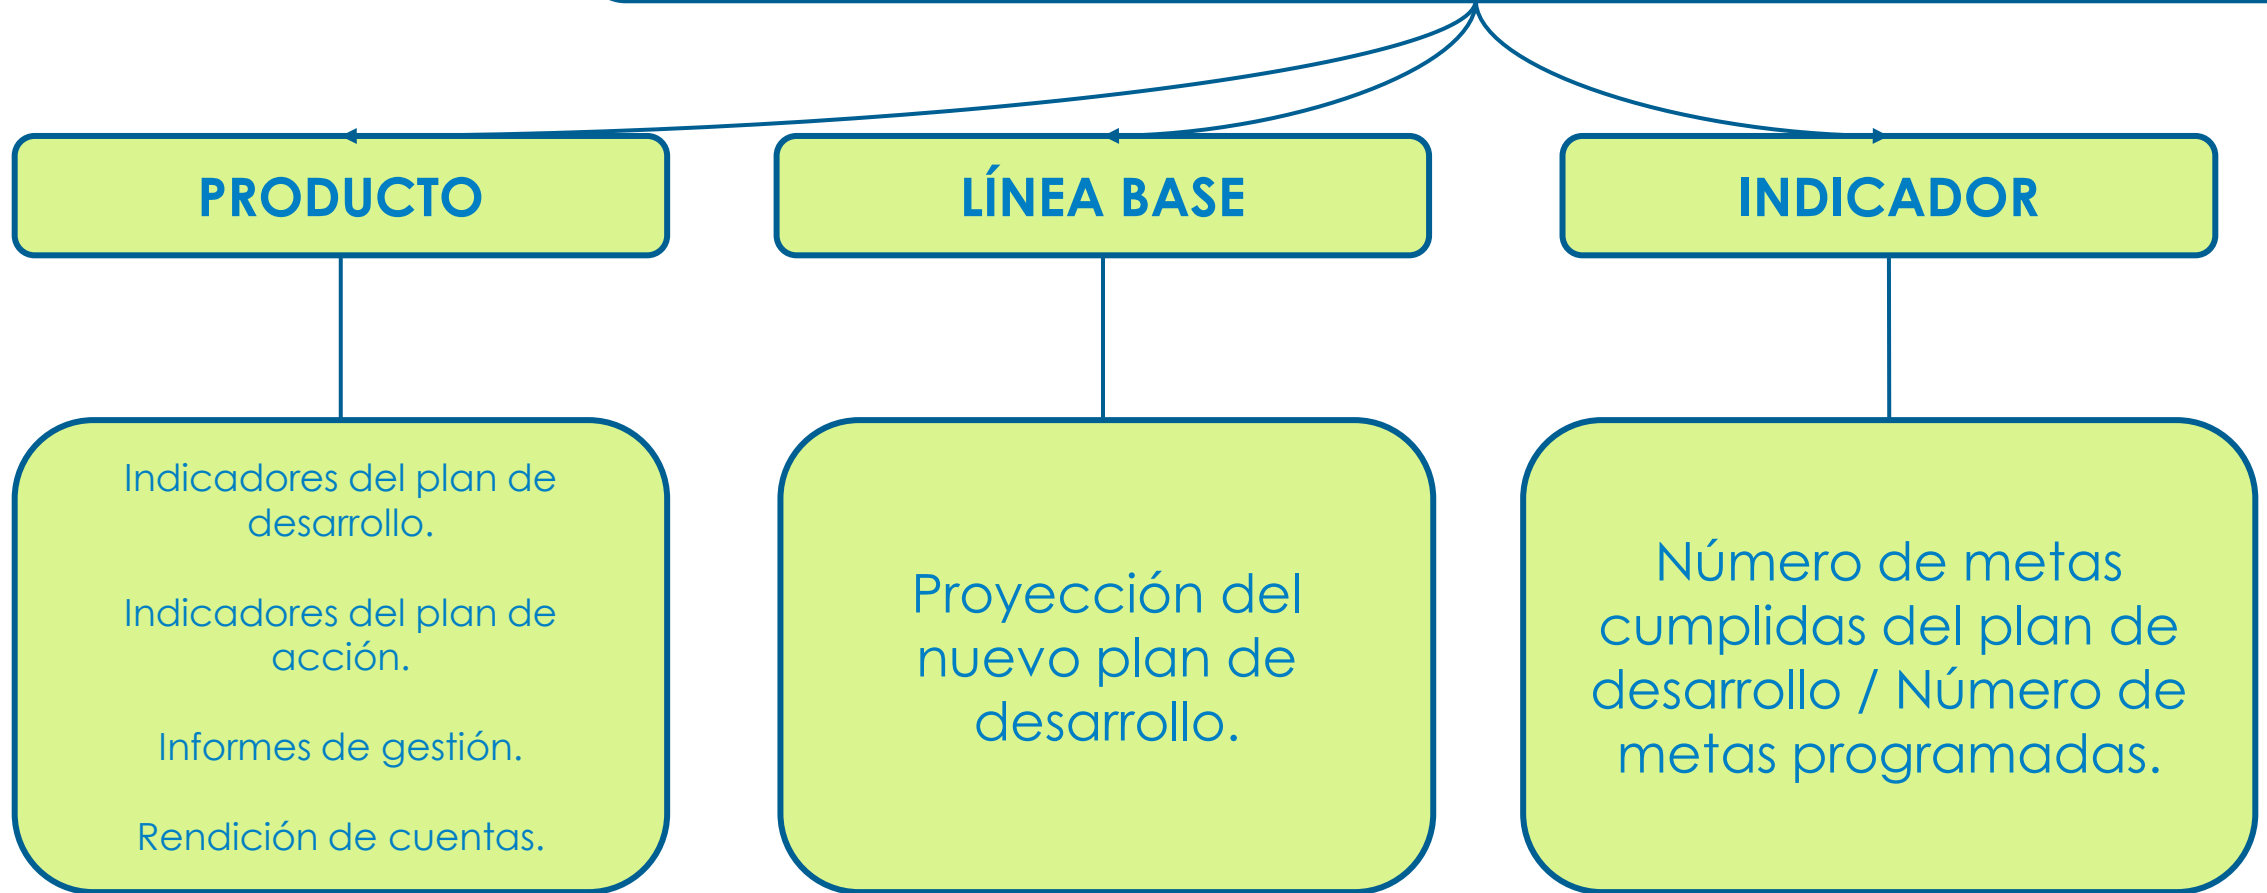 PRODUCTO
LÍNEA BASE
INDICADOR
Indicadores del plan de
desarrollo.
Indicadores del plan de
acción.
Informes de gestión.
Rendición de cuentas.
Proyección del
nuevo plan de
desarrollo.
Número de metas
cumplidas del plan de
desarrollo / Número de
metas programadas.